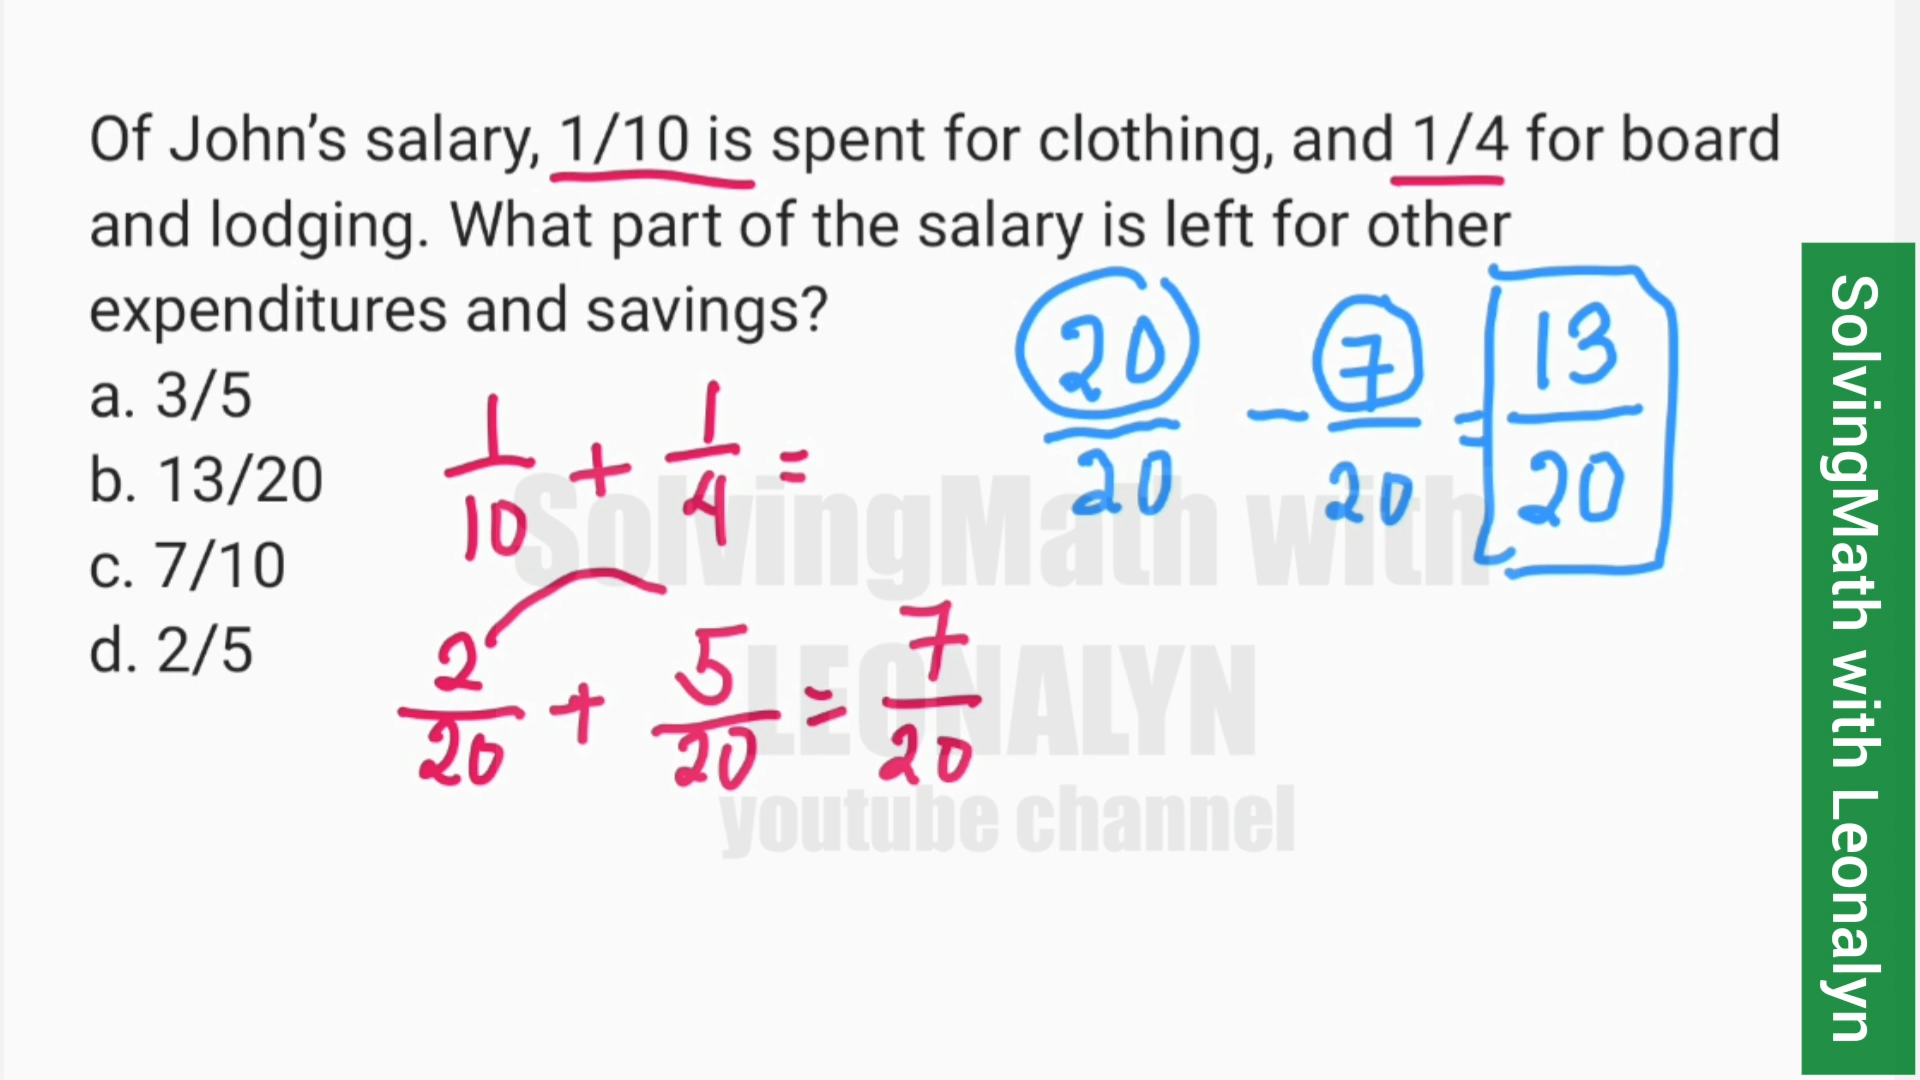 Of John’s salary, 1/10 is spent for clothing, and 1/4 for board
and lodging. What part of the salary is left for other
expenditures and savings?
a. 3/5
b. 13/20
c. 7/10
d. 2/5
1/10 + 1/4 =
2/20 + 5/20 = 7/20
20/20 - 7/20 = 13/20
SolvingMath with
LEONALYN
youtube channel
SolvingMath with Leonalyn